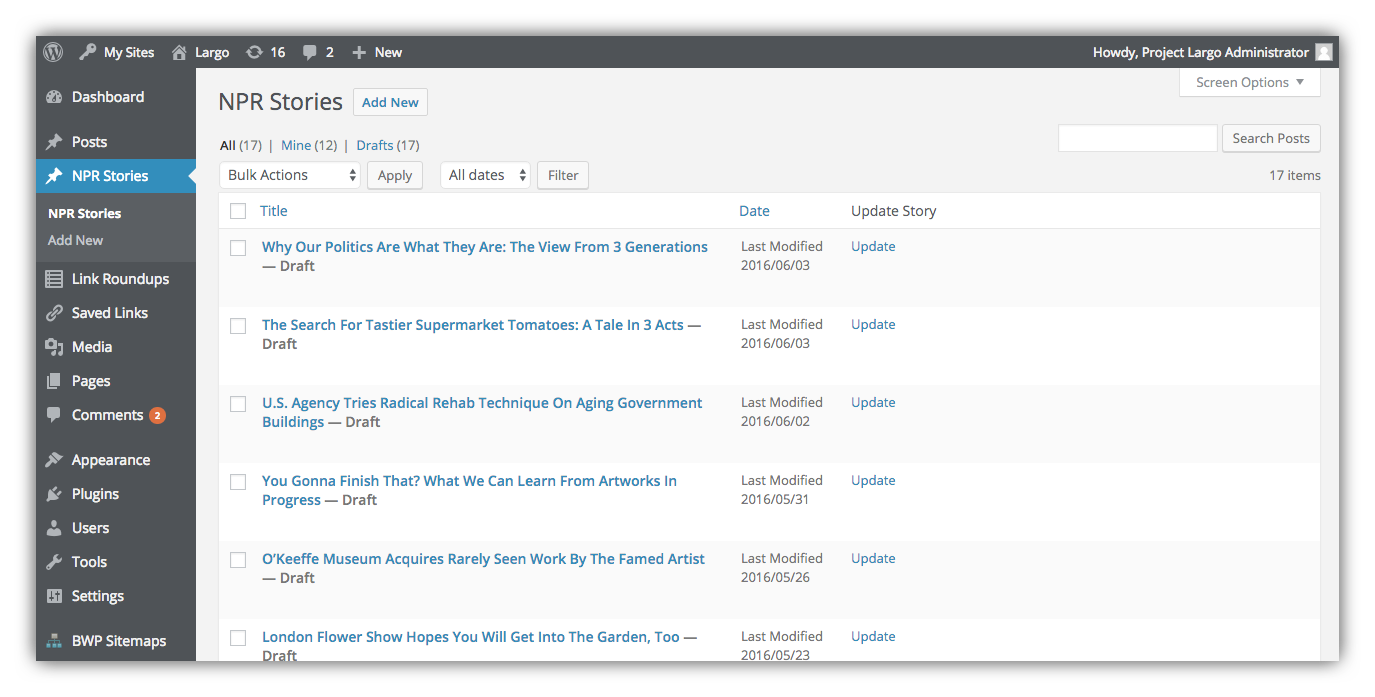 My Sites Largo 16 2 New Howdy, Project Largo Administrator
Dashboard
Posts
NPR Stories
NPR Stories
Add New
Link Roundups
Saved Links
Media
Pages
Comments 2
Appearance
Plugins
Users
Tools
Settings
BWP Sitemaps
Screen Options
NPR Stories Add New
All (17) | Mine (12) | Drafts (17)
Search Posts
Bulk Actions Apply All dates Filter 17 items
Title Date Update Story
Why Our Politics Are What They Are: The View From 3 Generations Last Modified Update
— Draft 2016/06/03
The Search For Tastier Supermarket Tomatoes: A Tale In 3 Acts — Last Modified Update
Draft 2016/06/03
U.S. Agency Tries Radical Rehab Technique On Aging Government Last Modified Update
Buildings — Draft 2016/06/02
You Gonna Finish That? What We Can Learn From Artworks In Last Modified Update
Progress — Draft 2016/05/31
O’Keeffe Museum Acquires Rarely Seen Work By The Famed Artist Last Modified Update
— Draft 2016/05/26
London Flower Show Hopes You Will Get Into The Garden, Too — Last Modified Update
Draft 2016/05/23